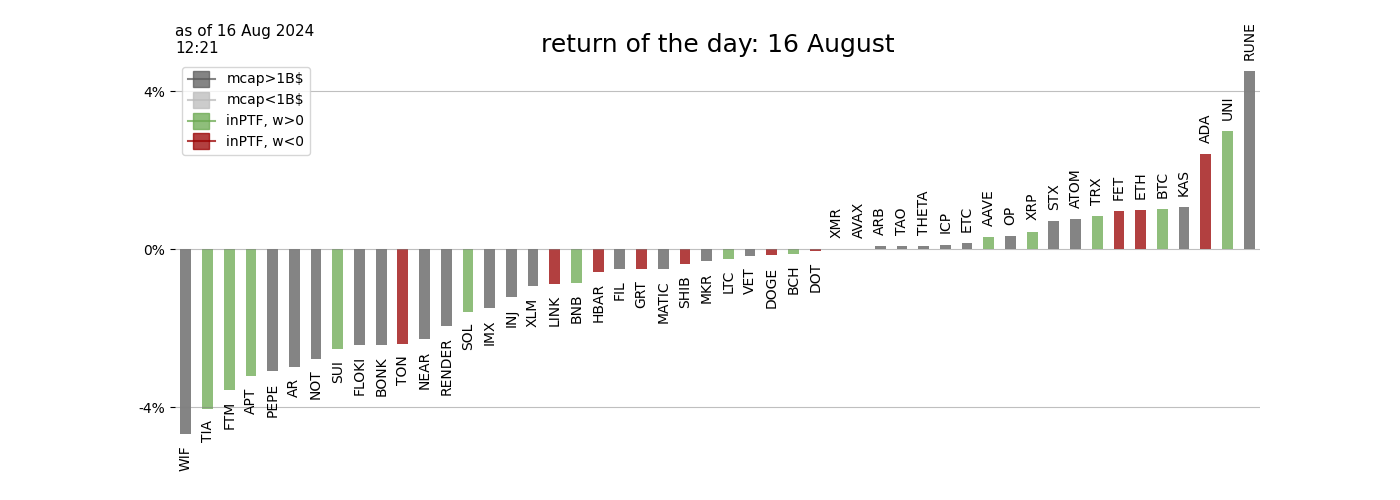 as of 16 Aug 2024
12:21
return of the day: 16 August
mcap>1B$
mcap<1B$
inPTF, w>0
inPTF, w<0
4%
0%
-4%
WIF
TIA
FTM
APT
PEPE
AR
NOT
SUI
FLOKI
BONK
TON
NEAR
RENDER
SOL
IMX
INJ
XLM
LINK
BNB
HBAR
FIL
GRT
MATIC
SHIB
MKR
LTC
VET
DOGE
BCH
DOT
XMR
AVAX
ARB
TAO
THETA
ICP
ETC
AAVE
OP
XRP
STX
ATOM
TRX
FET
ETH
BTC
KAS
ADA
UNI
RUNE